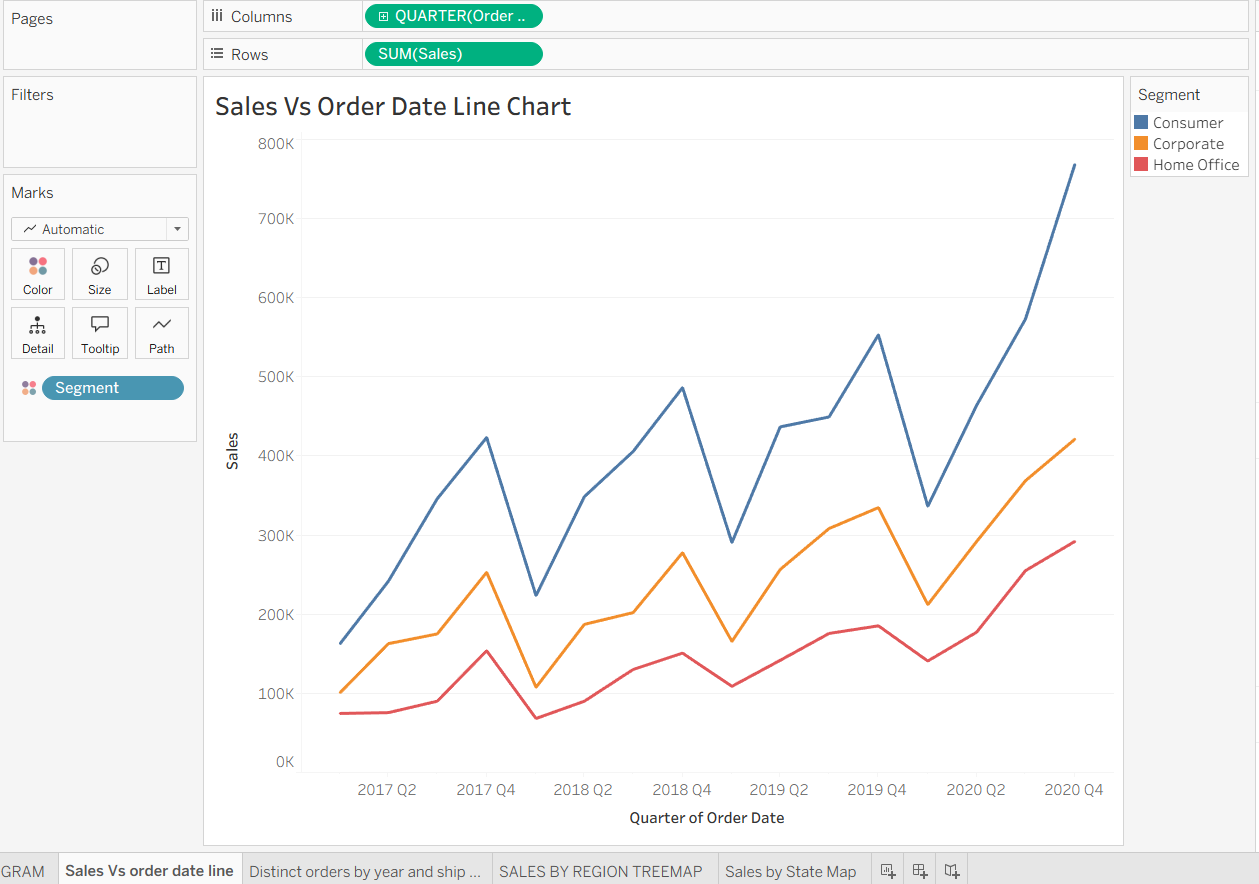 Pages
Columns
QUARTER(Order ..
Rows
SUM(Sales)
Filters
Marks
Automatic
Color
Size
Label
Detail
Tooltip
Path
Segment
Sales Vs Order Date Line Chart
800K
700K
600K
500K
400K
300K
200K
100K
0K
Sales
2017 Q2
2017 Q4
2018 Q2
2018 Q4
2019 Q2
2019 Q4
2020 Q2
2020 Q4
Quarter of Order Date
Segment
Consumer
Corporate
Home Office
GRAM
Sales Vs order date line
Distinct orders by year and ship ...
SALES BY REGION TREEMAP
Sales by State Map